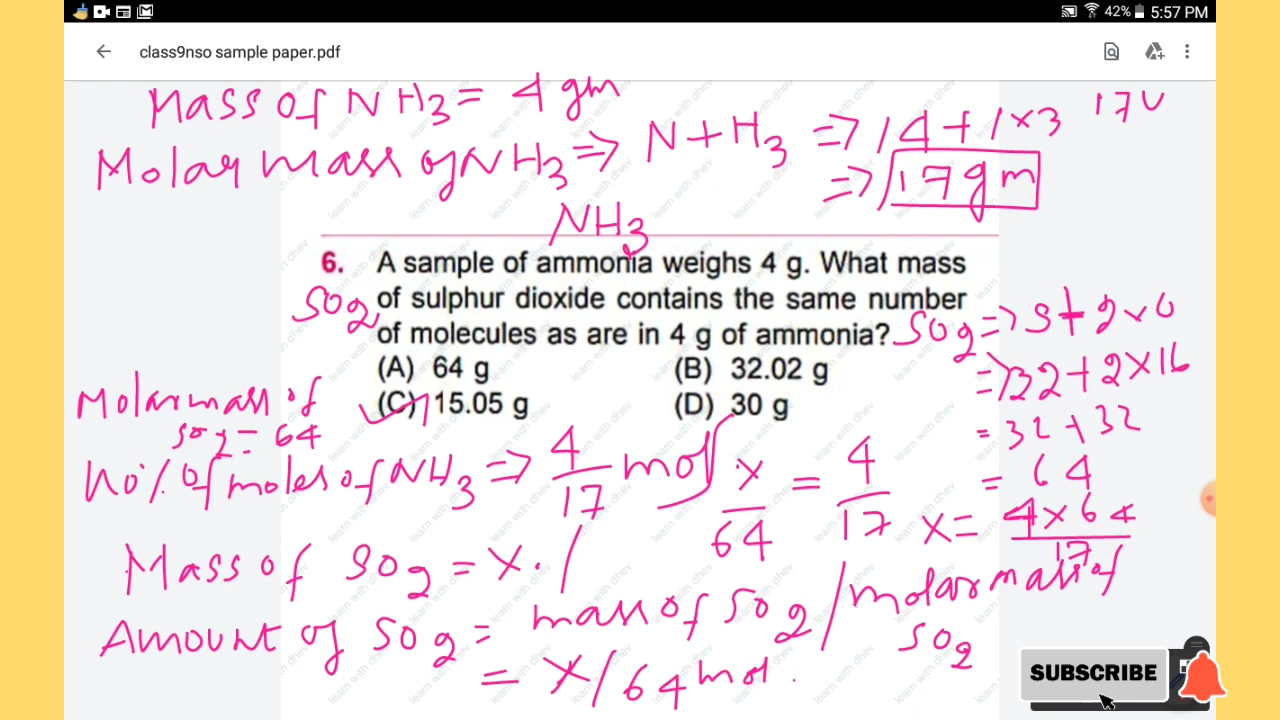 42% 5:57 PM
class9nso sample paper.pdf
Mass of NH3 = 4 gm
Molar mass of NH3 => N + H3 => 14 + 1×3 17U
=> 17gm
NH3
6. A sample of ammonia weighs 4 g. What mass
of sulphur dioxide contains the same number
of molecules as are in 4 g of ammonia?
SO2
(A) 64 g (B) 32.02 g
(C) 15.05 g (D) 30 g
SO2 => S + 2×O
=> 32 + 2×16
= 32 + 32
= 64
Molar mass of
SO2 = 64
No% of moles of NH3 => 4/17 mol
x/64 = 4/17
x = 4×64/17
Mass of SO2 = x.
Amount of SO2 = mass of SO2 / molar mass of
SO2
= x/64 mol.
learn with dhev
SUBSCRIBE